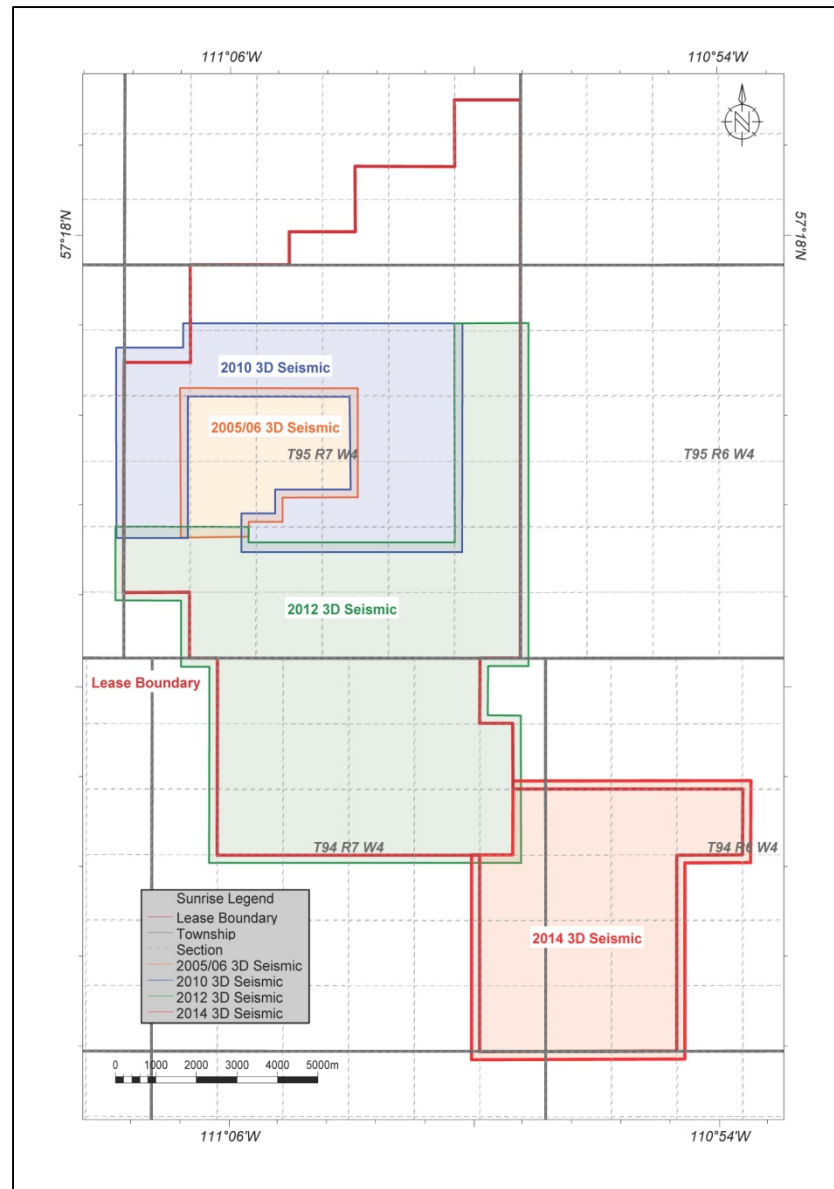 111°06'W 110°54'W
N
57°18'N 57°18'N
2010 3D Seismic
2005/06 3D Seismic
T95 R7 W4 T95 R6 W4
2012 3D Seismic
Lease Boundary
T94 R7 W4 T94 R6 W4
2014 3D Seismic
Sunrise Legend
Lease Boundary
Township
Section
2005/06 3D Seismic
2010 3D Seismic
2012 3D Seismic
2014 3D Seismic
0 1000 2000 3000 4000 5000m
111°06'W 110°54'W